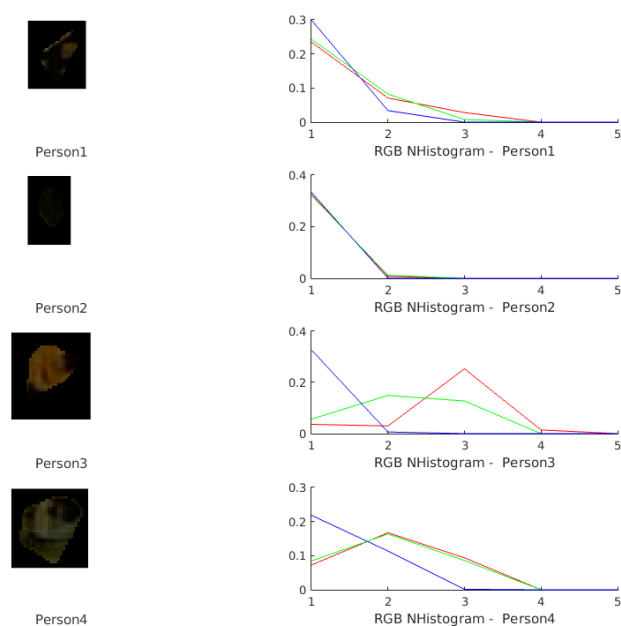 0.3
0.2
0.1
0
1 2 3 4 5
Person1
RGB NHistogram - Person1
0.4
0.2
0
1 2 3 4 5
Person2
RGB NHistogram - Person2
0.4
0.2
0
1 2 3 4 5
Person3
RGB NHistogram - Person3
0.3
0.2
0.1
0
1 2 3 4 5
Person4
RGB NHistogram - Person4